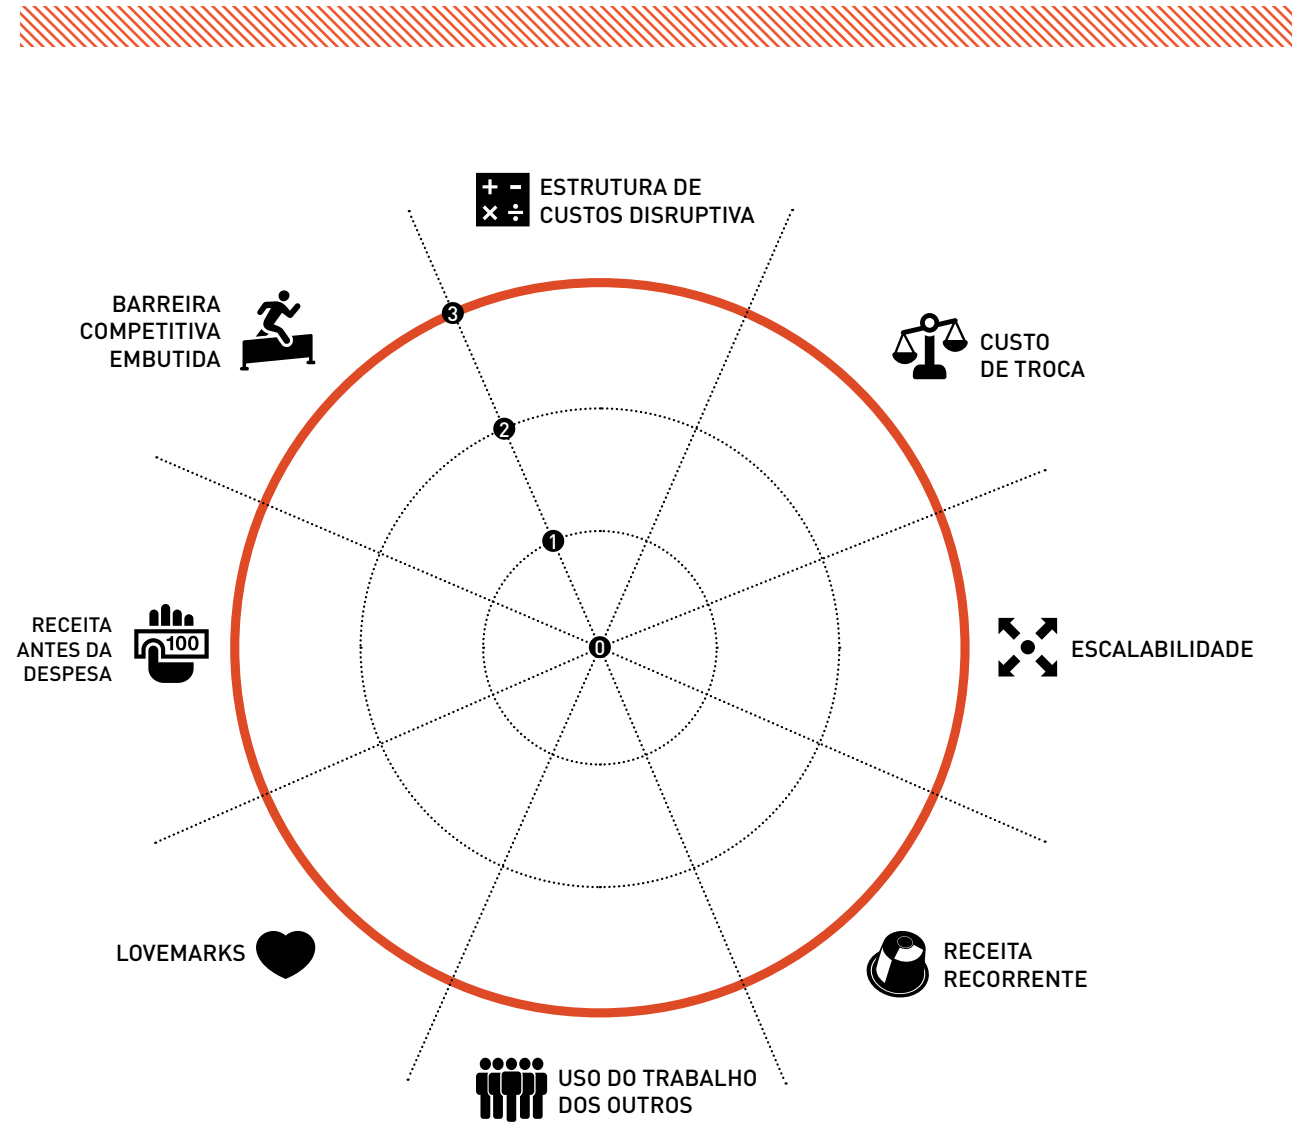 + -
× ÷
ESTRUTURA DE
CUSTOS DISRUPTIVA
BARREIRA
COMPETITIVA
EMBUTIDA
3
CUSTO
DE TROCA
2
1
RECEITA
ANTES DA
DESPESA
100
0
ESCALABILIDADE
LOVEMARKS
RECEITA
RECORRENTE
USO DO TRABALHO
DOS OUTROS